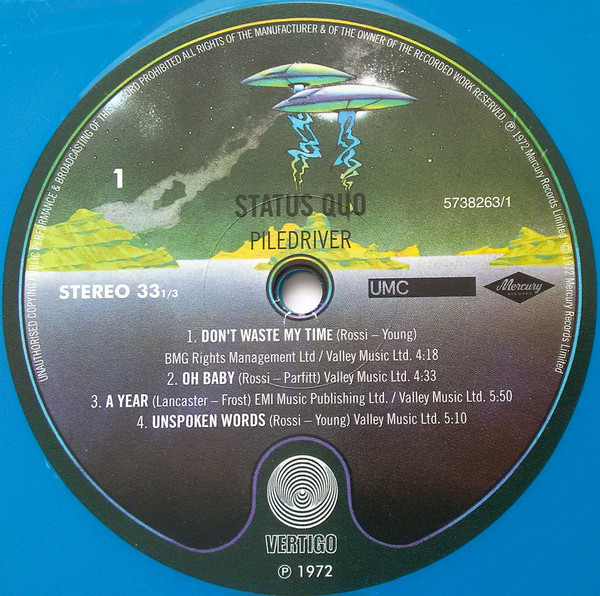 UNAUTHORISED COPYING PUBLIC PERFORMANCE & BROADCASTING OF THIS RECORD PROHIBITED ALL RIGHTS OF THE MANUFACTURER & OF THE OWNER OF THE RECORDED WORK RESERVED. ℗ 1972 Mercury Records Limited © 1972 Mercury Records Limited
1
STATUS QUO
5738263/1
PILEDRIVER
STEREO 33 1/3
UMC
Mercury
RECORDS
1. DON'T WASTE MY TIME (Rossi – Young)
BMG Rights Management Ltd / Valley Music Ltd. 4:18
2. OH BABY (Rossi – Parfitt) Valley Music Ltd. 4:33
3. A YEAR (Lancaster – Frost) EMI Music Publishing Ltd. / Valley Music Ltd. 5:50
4. UNSPOKEN WORDS (Rossi – Young) Valley Music Ltd. 5:10
VERTIGO
℗ 1972